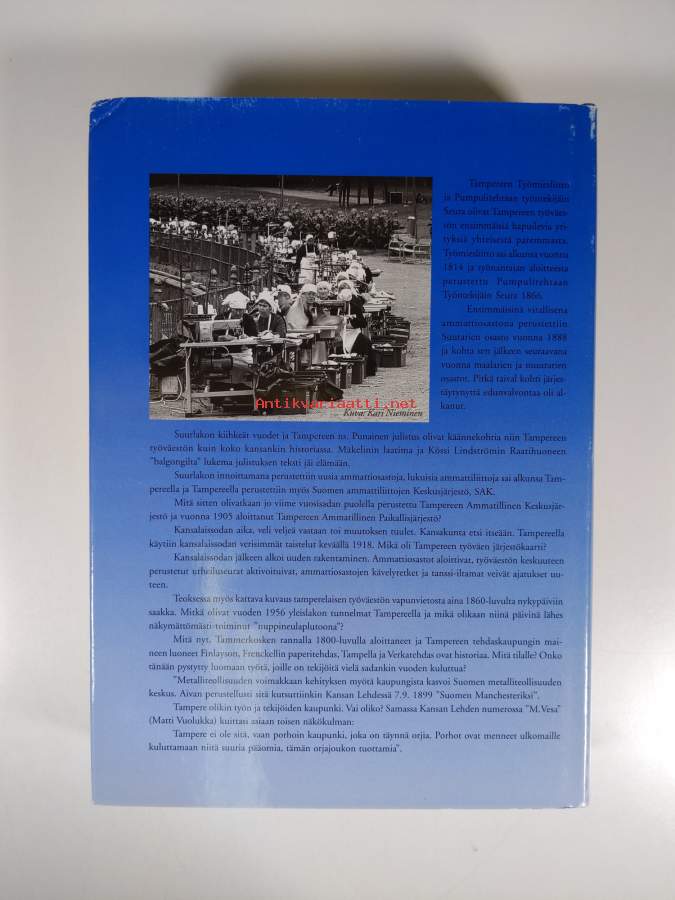 Tampereen Työmiesliitto
ja Pumpulitehtaan työntekijäin
Seura olivat Tampereen työväes-
tön ensimmäisiä hapuilevia yri-
tyksiä yhteisestä paremmasta.
Työmiesliitto sai alkunsa vuonna
1814 ja työnantajan aloitteesta
perustettu Pumpulitehtaan
Työntekijäin Seura 1866.
Ensimmäisinä virallisena
ammattiosastona perustettiin
Suutarien osasto vuonna 1888
ja kohta sen jälkeen seuraavana
vuonna maalarien ja muurarien
osastot. Pitkä taival kohti järjes-
täytynyttä edunvalvontaa oli al-
kanut.
Antikvariaatti.net
Kuva: Kari Nieminen
Suurlakon kiihkeät vuodet ja Tampereen ns. Punainen julistus olivat käännekohtia niin Tampereen
työväestön kuin koko kansankin historiassa. Mäkelinin laatima ja Kössi Lindströmin Raatihuoneen
"balgongilta" lukema julistuksen teksti jäi elämään.
Suurlakon innoittamana perustettiin uusia ammattiosastoja, lukuisia ammattiliittoja sai alkunsa Tam-
pereella ja Tampereella perustettiin myös Suomen ammattiliittojen Keskusjärjestö, SAK.
Mitä sitten olivatkaan jo viime vuosisadan puolella perustettu Tampereen Ammatillinen Keskusjär-
jestö ja vuonna 1905 aloittanut Tampereen Ammatillinen Paikallisjärjestö?
Kansalaissodan aika, veli veljeä vastaan toi muutoksen tuulet. Kansakunta etsi itseään. Tampereella
käytiin kansalaissodan verisimmät taistelut keväällä 1918. Mikä oli Tampereen työväen järjestökaarti?
Kansalaissodan jälkeen alkoi uuden rakentaminen. Ammattiosastot aloittivat, työväestön keskuuteen
perustetut urheiluseurat aktivoituivat, ammattiosastojen kävelyretket ja tanssi-iltamat veivät ajatukset uu-
teen.
Teoksessa myös kattava kuvaus tamperelaisen työväestön vapunvietosta aina 1860-luvulta nykypäiviin
saakka. Mitkä olivat vuoden 1956 yleislakon tunnelmat Tampereella ja mikä olikaan niinä päivinä lähes
näkymättömästi toiminut "nuppineulaplutoona"?
Mitä nyt. Tammerkosken rannalla 1800-luvulla aloittaneet ja Tampereen tehdaskaupungin mai-
neen luoneet Finlayson, Frenckellin paperitehdas, Tampella ja Verkatehdas ovat historiaa. Mitä tilalle? Onko
tänään pystytty luomaan työtä, joille on tekijöitä vielä sadankin vuoden kuluttua?
"Metalliteollisuuden voimakkaan kehityksen myötä kaupungista kasvoi Suomen metalliteollisuuden
keskus. Aivan perustellusti sitä kutsuttiinkin Kansan Lehdessä 7.9. 1899 "Suomen Manchesteriksi".
Tampere olikin työn ja tekijöiden kaupunki. Vai oliko? Samassa Kansan Lehden numerossa "M.Vesa"
(Matti Vuolukka) kuittasi asiaan toisen näkökulman:
Tampere ei ole sitä, vaan porhoin kaupunki, joka on täynnä orjia. Porhot ovat menneet ulkomaille
kuluttamaan niitä suuria pääomia, tämän orjajoukon tuottamia".